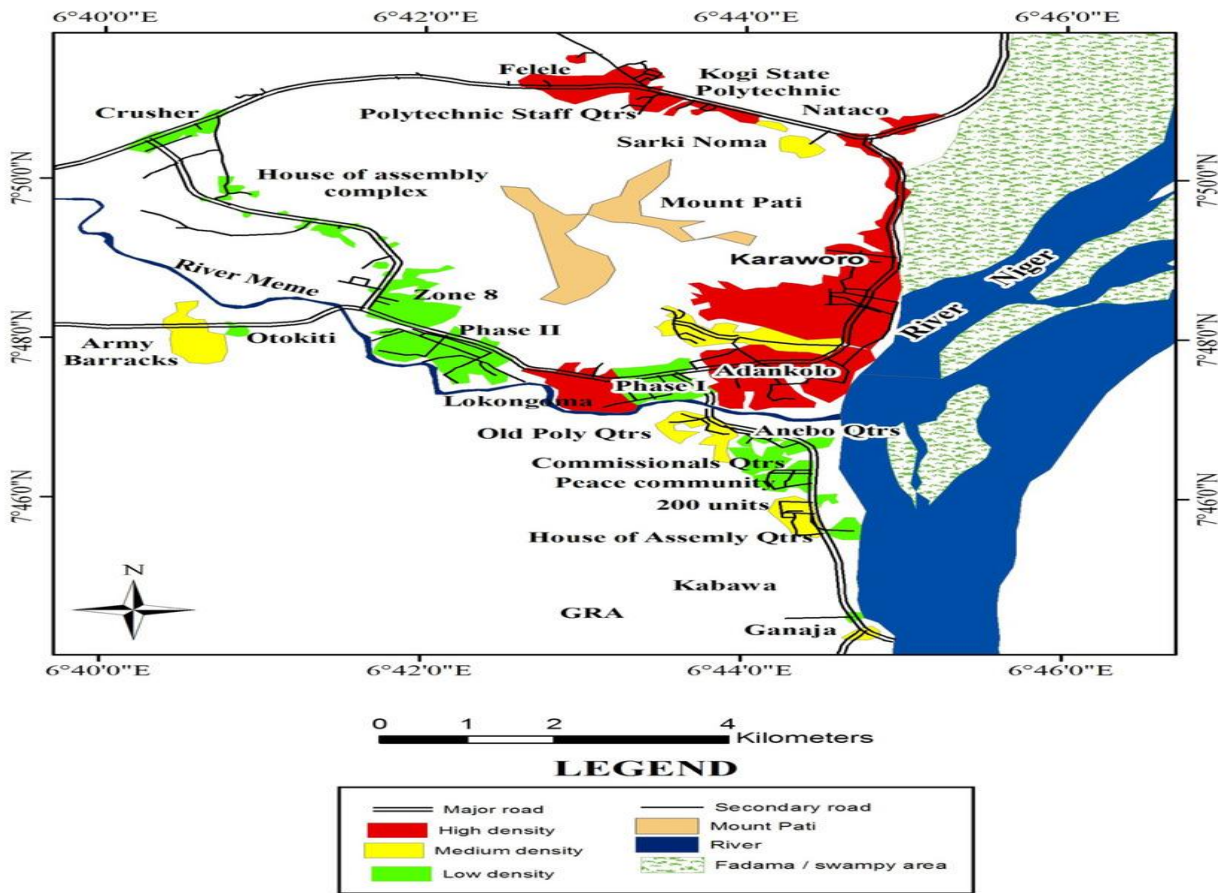 6°40'0"E 6°42'0"E 6°44'0"E 6°46'0"E
Felele
Kogi State
Polytechnic
Crusher
Polytechnic Staff Qtrs
Nataco
Sarki Noma
7°50'0"N
7°50'0"N
House of assembly
complex
Mount Pati
Karaworo
River Niger
River Meme
Zone 8
7°48'0"N
7°48'0"N
Phase II
Army
Barracks
Otokiti
Adankolo
Phase I
Lokongoma
Old Poly Qtrs
Anebo Qtrs
Commissionals Qtrs
Peace community
7°46'0"N
7°46'0"N
200 units
House of Assemly Qtrs
Kabawa
N
GRA
Ganaja
6°40'0"E 6°42'0"E 6°44'0"E 6°46'0"E
0 1 2 4
Kilometers
LEGEND
Major road
Secondary road
High density
Mount Pati
Medium density
River
Low density
Fadama / swampy area